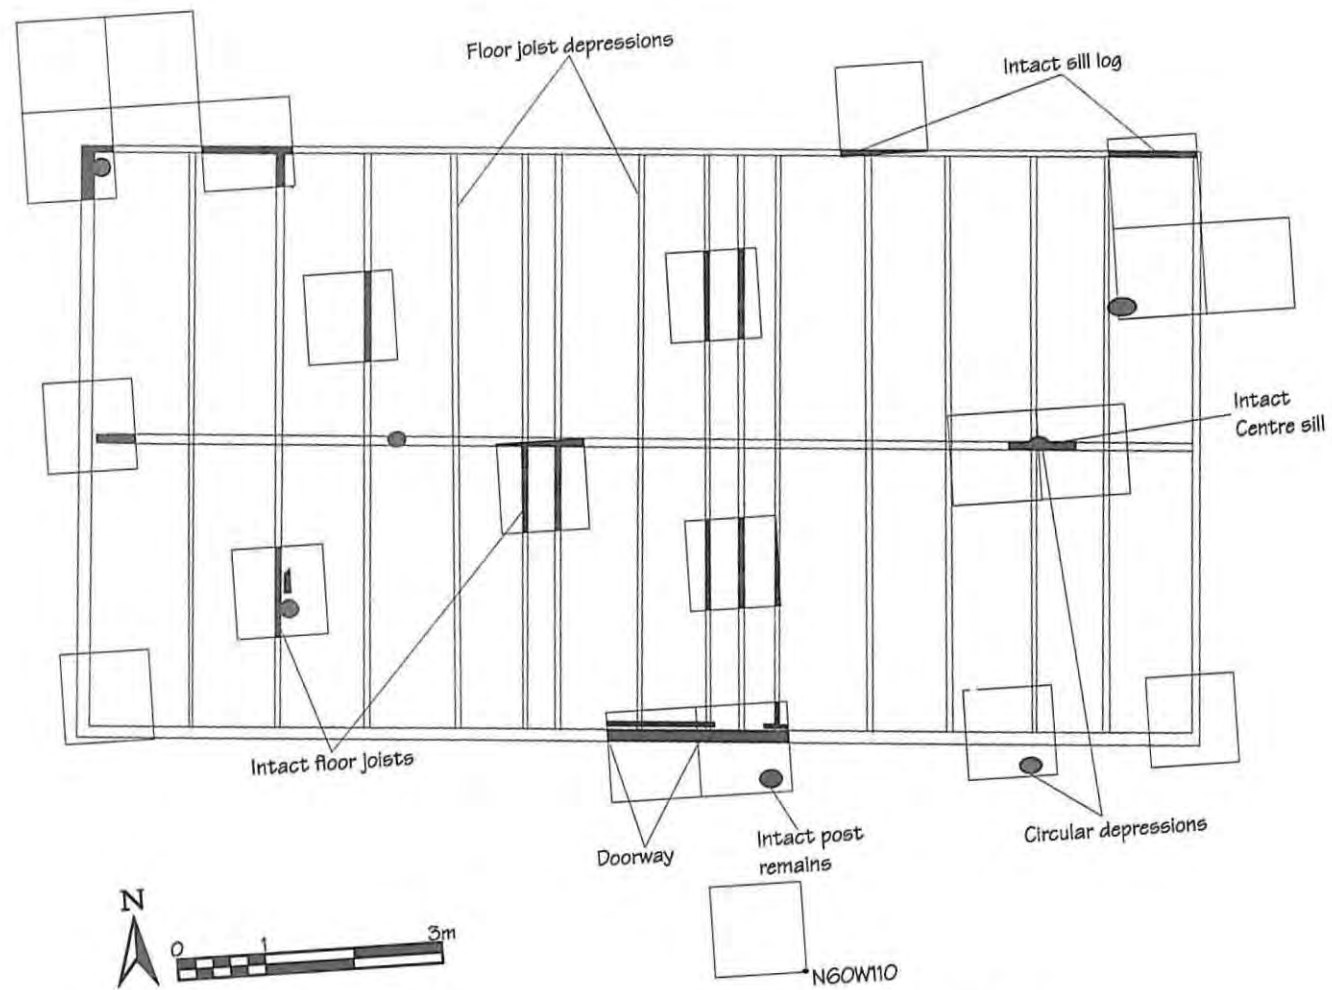 Floor joist depressions
Intact sill log
Intact
Centre sill
Intact floor joists
Doorway
Intact post
remains
Circular depressions
N
0 1 3m
N60W110